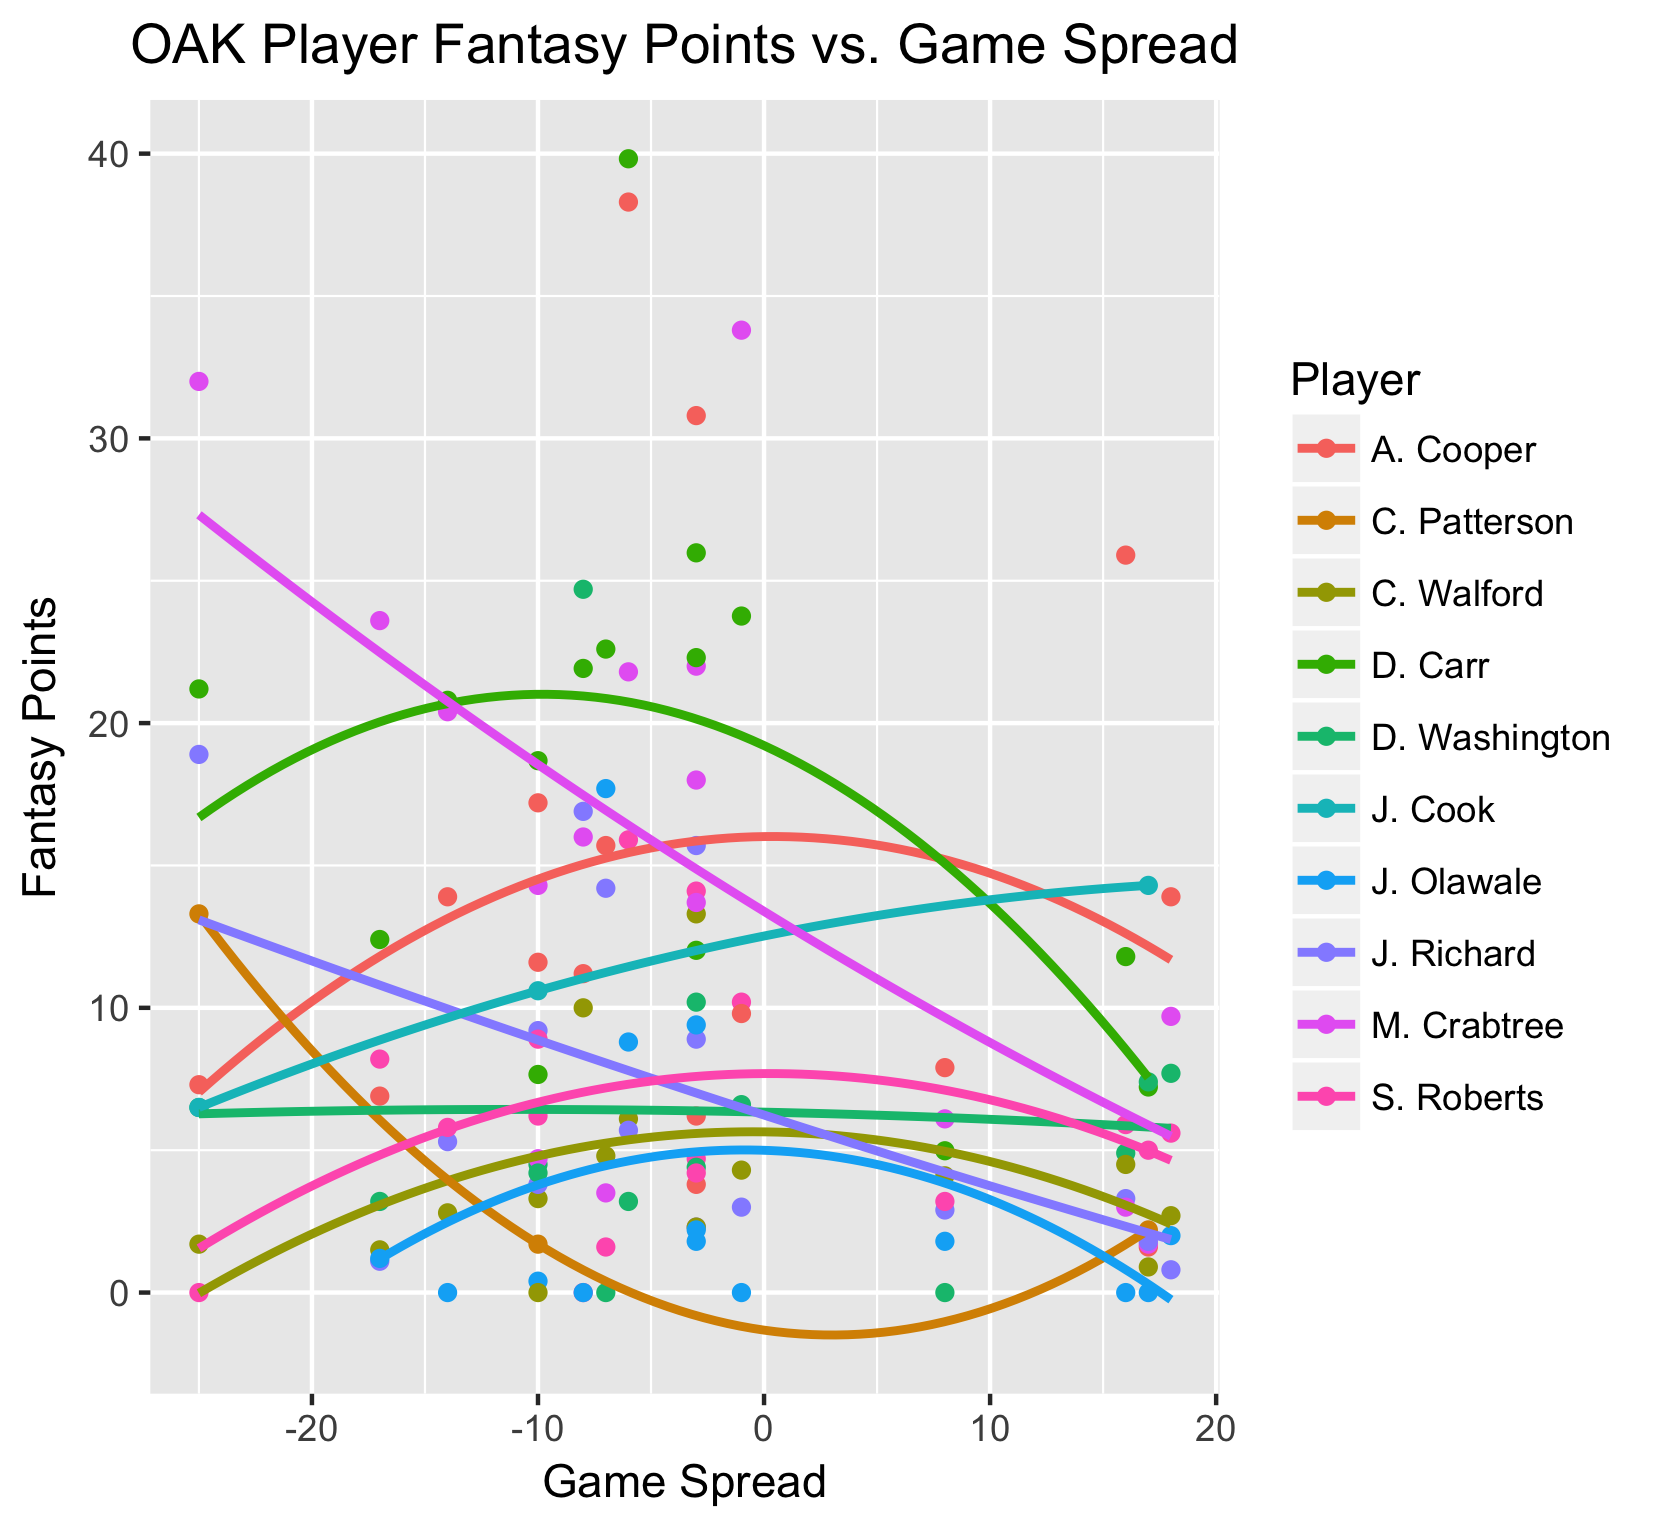 OAK Player Fantasy Points vs. Game Spread
40
30
20
10
0
Fantasy Points
-20
-10
0
10
20
Game Spread
Player
A. Cooper
C. Patterson
C. Walford
D. Carr
D. Washington
J. Cook
J. Olawale
J. Richard
M. Crabtree
S. Roberts